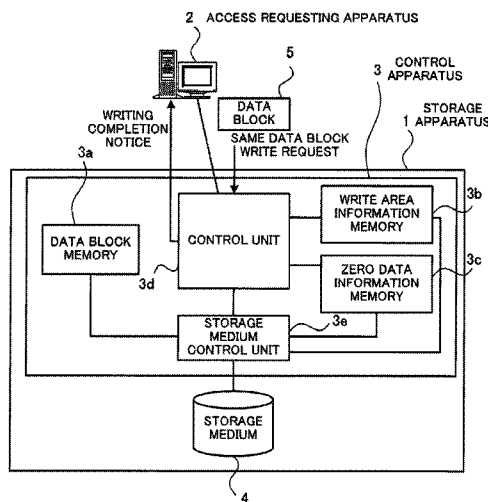 2 ACCESS REQUESTING APPARATUS
5
3 CONTROL
APPARATUS
DATA
BLOCK
STORAGE
1 APPARATUS
WRITING
COMPLETION
NOTICE
SAME DATA BLOCK
WRITE REQUEST
3a
3b
DATA BLOCK
MEMORY
CONTROL UNIT
WRITE AREA
INFORMATION
MEMORY
3c
3d
ZERO DATA
INFORMATION
MEMORY
3e
STORAGE
MEDIUM
CONTROL UNIT
STORAGE
MEDIUM
4